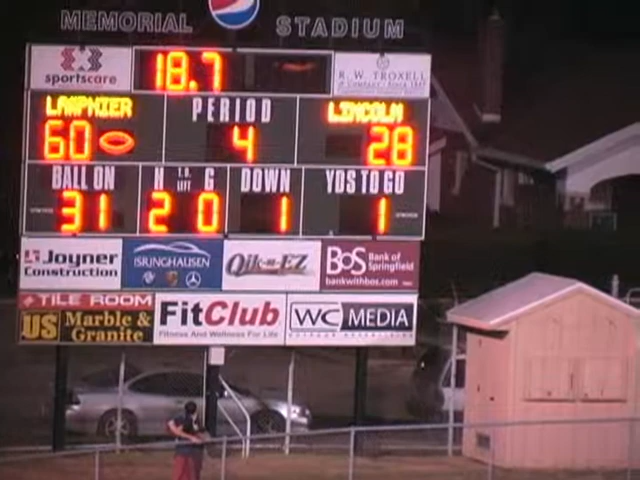 MEMORIAL STADIUM
sportscare
18.7
R. W. TROXELL
LANPHIER PERIOD LINCOLN
60 4 28
BALL ON H T.O. LEFT G DOWN YDS TO GO
31 2 0 1 1
Joyner Construction
ISRINGHAUSEN
Qik-n-EZ
BOS Bank of Springfield
bankwithbos.com
TILE ROOM
US Marble & Granite
FitClub
Fitness And Wellness For Life
WC MEDIA